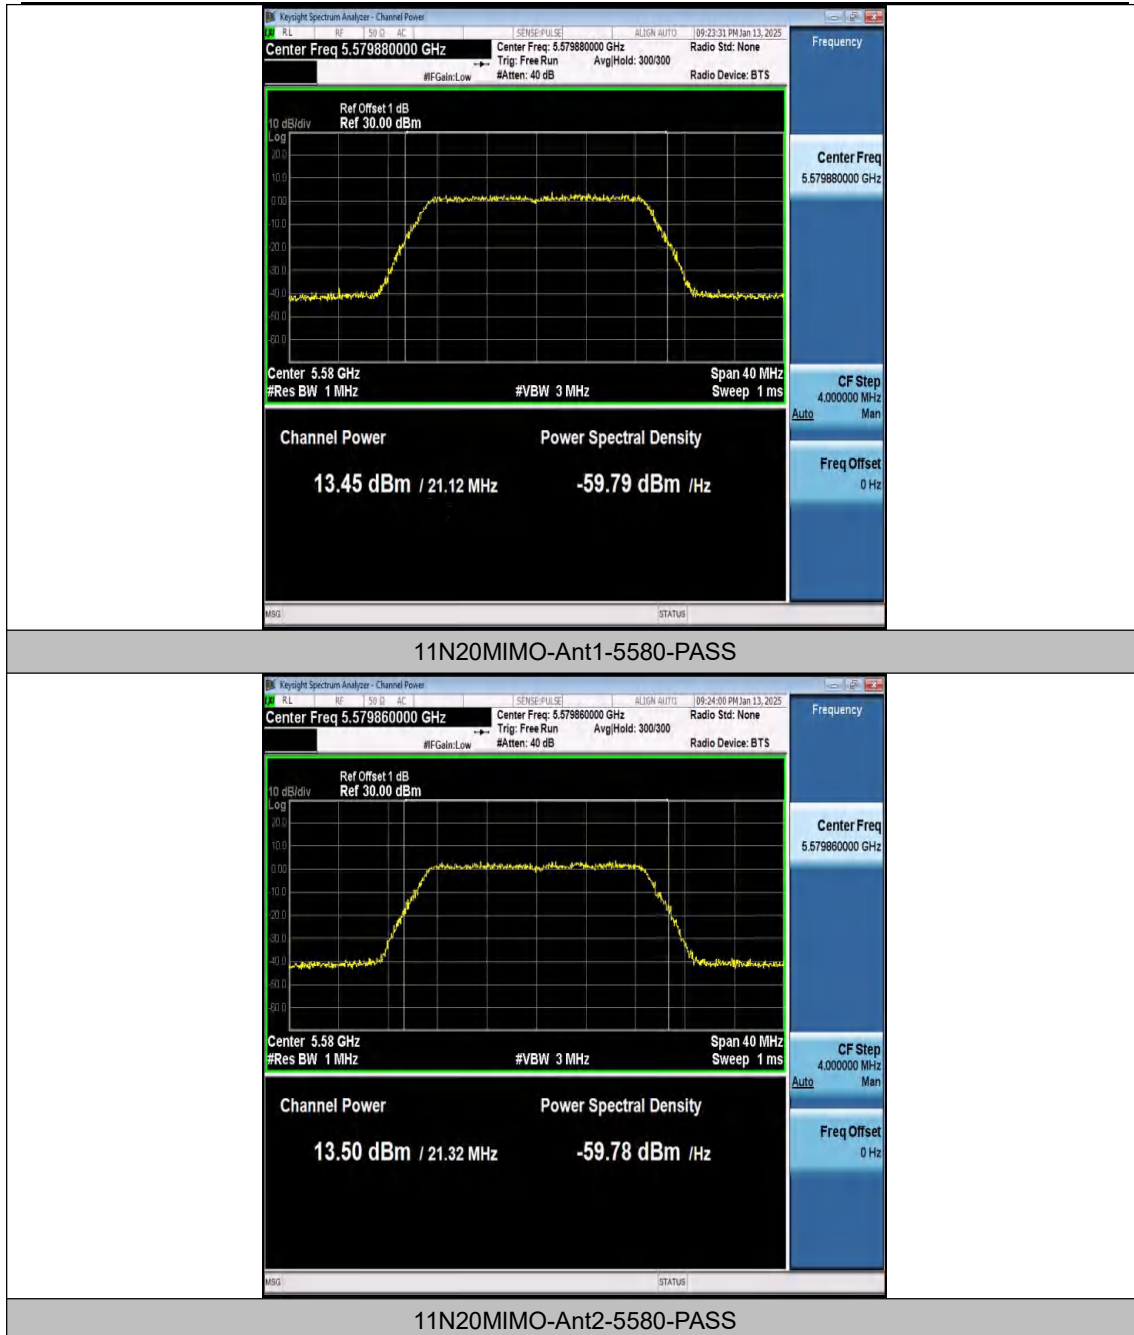 Keysight Spectrum Analyzer - Channel Power
RL RF 50 Ω AC SENSE:PULSE ALIGN AUTO 09:23:31 PM Jan 13, 2025
Center Freq 5.579880000 GHz
Center Freq: 5.579880000 GHz Radio Std: None
Trig: Free Run Avg|Hold: 300/300
#IFGain:Low #Atten: 40 dB Radio Device: BTS
Frequency
Ref Offset 1 dB
10 dB/div Ref 30.00 dBm
Log
20.0
10.0
0.00
-10.0
-20.0
-30.0
-40.0
-50.0
-60.0
Center Freq
5.579880000 GHz
Center 5.58 GHz Span 40 MHz
#Res BW 1 MHz #VBW 3 MHz Sweep 1 ms
CF Step
4.000000 MHz
Auto Man
Channel Power Power Spectral Density
13.45 dBm / 21.12 MHz -59.79 dBm /Hz
Freq Offset
0 Hz
MSG STATUS
11N20MIMO-Ant1-5580-PASS
Keysight Spectrum Analyzer - Channel Power
RL RF 50 Ω AC SENSE:PULSE ALIGN AUTO 09:24:00 PM Jan 13, 2025
Center Freq 5.579860000 GHz
Center Freq: 5.579860000 GHz Radio Std: None
Trig: Free Run Avg|Hold: 300/300
#IFGain:Low #Atten: 40 dB Radio Device: BTS
Frequency
Ref Offset 1 dB
10 dB/div Ref 30.00 dBm
Log
20.0
10.0
0.00
-10.0
-20.0
-30.0
-40.0
-50.0
-60.0
Center Freq
5.579860000 GHz
Center 5.58 GHz Span 40 MHz
#Res BW 1 MHz #VBW 3 MHz Sweep 1 ms
CF Step
4.000000 MHz
Auto Man
Channel Power Power Spectral Density
13.50 dBm / 21.32 MHz -59.78 dBm /Hz
Freq Offset
0 Hz
MSG STATUS
11N20MIMO-Ant2-5580-PASS